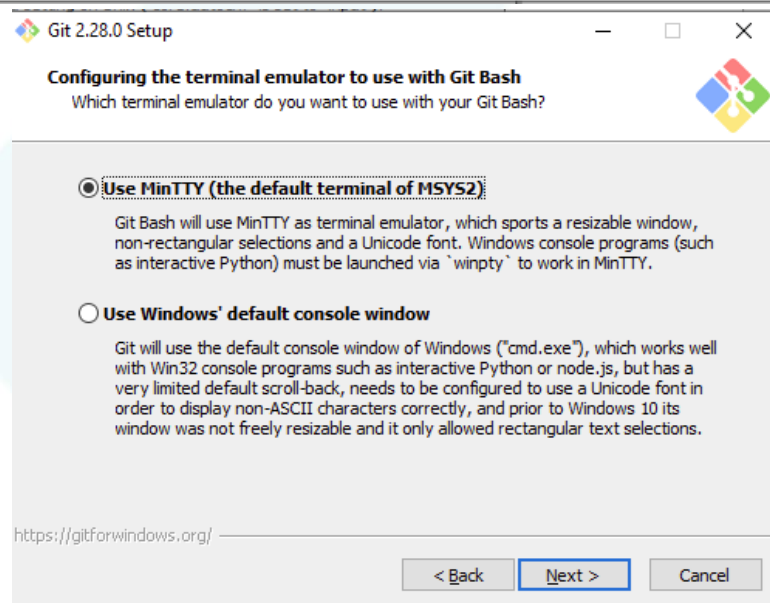 Git 2.28.0 Setup
Configuring the terminal emulator to use with Git Bash
Which terminal emulator do you want to use with your Git Bash?
Use MinTTY (the default terminal of MSYS2)
Git Bash will use MinTTY as terminal emulator, which sports a resizable window,
non-rectangular selections and a Unicode font. Windows console programs (such
as interactive Python) must be launched via `winpty` to work in MinTTY.
Use Windows' default console window
Git will use the default console window of Windows ("cmd.exe"), which works well
with Win32 console programs such as interactive Python or node.js, but has a
very limited default scroll-back, needs to be configured to use a Unicode font in
order to display non-ASCII characters correctly, and prior to Windows 10 its
window was not freely resizable and it only allowed rectangular text selections.
https://gitforwindows.org/
< Back
Next >
Cancel